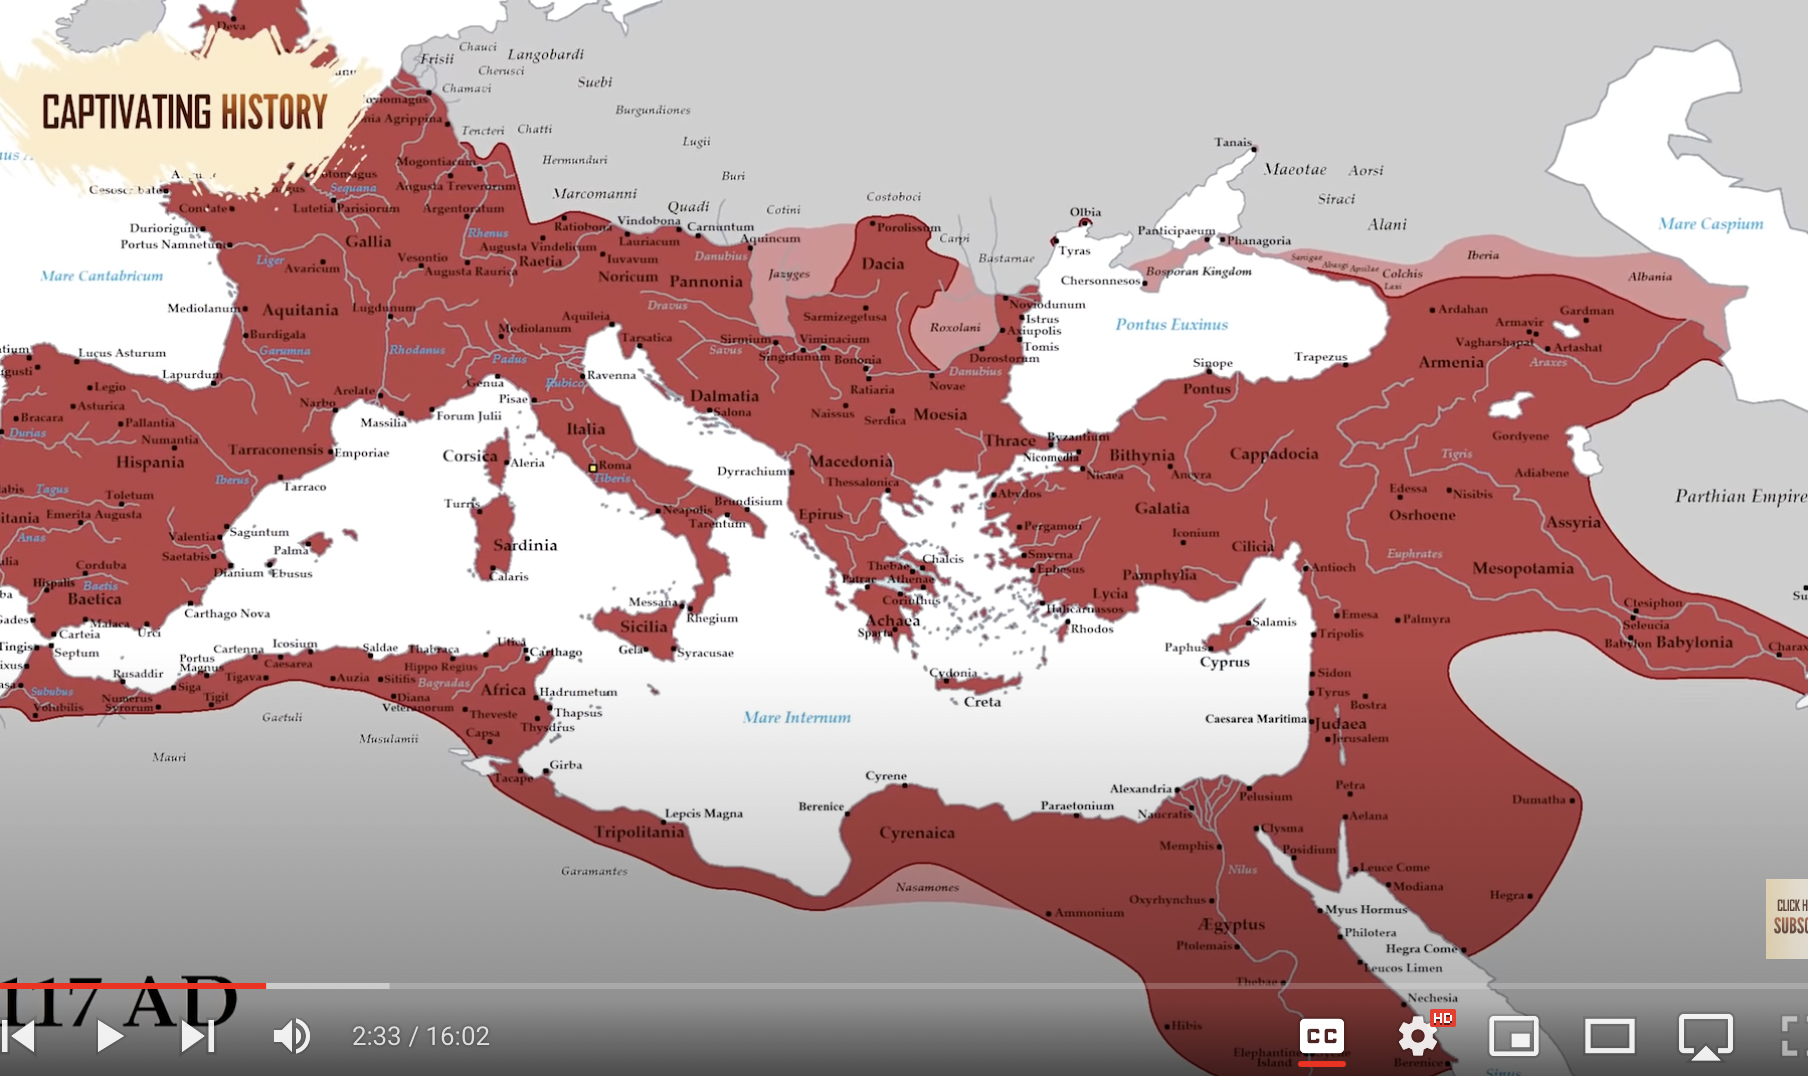 Deva
Chauci
Langobardi
Frisii
Cherusci
Suebi
Chamavi
Burgundiones
CAPTIVATING HISTORY
Tencteri
Chatti
Lugii
Mogontiacum
Hermunduri
Buri
Tanais
Maeotae
Aorsi
Augusta Treverorum
Marcomanni
Siraci
Sequana
Quadi
Cotini
Costoboci
Condate
Lutetia Parisiorum
Argentoratum
Ratiobona
Vindobona
Carnuntum
Porolissum
Olbia
Alani
Mare Caspium
Duriorigum
Rhenus
Lauriacum
Aquincum
Carpi
Tyras
Panticipaeum
Phanagoria
Portus Namnetum
Gallia
Augusta Vindelicum
Iuvavum
Danubius
Bastarnae
Iberia
Liger
Avaricum
Vesontio
Augusta Raurica
Raetia
Noricum
Pannonia
Jazyges
Dacia
Chersonnesos
Bosporan Kingdom
Colchis
Lazi
Albania
Mare Cantabricum
Mediolanum
Aquitania
Lugdunum
Dravus
Aquileia
Sarmizegetusa
Noviodunum
Ardahan
Gardman
Burdigala
Mediolanum
Tarsatica
Roxolani
Istrus
Axiupolis
Pontus Euxinus
Armavir
Lucus Asturum
Garumna
Rhodanus
Padus
Savus
Sirmium
Viminacium
Singidunum
Bononia
Tomis
Dorostorum
Vagharshapat
Artashat
Lapurdum
Genua
Rubico
Ravenna
Danubius
Sinope
Trapezus
Armenia
Araxes
Legio
Arelate
Pisae
Dalmatia
Ratiaria
Novae
Pontus
Asturica
Narbo
Massilia
Forum Julii
Salona
Naissus
Serdica
Moesia
Bracara
Pallantia
Italia
Durias
Numantia
Tarraconensis
Emporiae
Corsica
Aleria
Roma
Tiberis
Dyrrachium
Macedonia
Thrace
Byzantium
Nicomedia
Bithynia
Cappadocia
Gordyene
Hispania
Thessalonica
Nicaea
Ancyra
Tigris
Adiabene
Iberus
Tarraco
Tagus
Toletum
Turris
Neapolis
Brundisium
Tarentum
Epirus
Abydos
Galatia
Edessa
Nisibis
Osrhoene
Parthian Empire
Emerita Augusta
Anas
Valentia
Saguntum
Pergamon
Iconium
Assyria
Saetabis
Palma
Sardinia
Chalcis
Smyrna
Cilicia
Euphrates
Corduba
Dianium
Ebusus
Calaris
Thebae
Athenae
Patrae
Ephesus
Pamphylia
Antioch
Mesopotamia
Hispalis
Baetis
Baetica
Messana
Corinthus
Lycia
Halicarnassos
Ctesiphon
Carthago Nova
Rhegium
Achaea
Sparta
Rhodos
Salamis
Emesa
Palmyra
Seleucia
Malaca
Urci
Sicilia
Tripolis
Babylon
Babylonia
Carteia
Septum
Icosium
Cartenna
Saldae
Thabraca
Utica
Carthago
Gela
Syracusae
Paphus
Cyprus
Rusaddir
Portus
Magnus
Caesarea
Hippo Regius
Cydonia
Creta
Sidon
Tyrus
Siga
Tigava
Auzia
Sitifis
Bagradas
Africa
Hadrumetum
Bostra
Sububus
Volubilis
Numerus
Syrorum
Tigit
Diana
Veteranorum
Theveste
Thapsus
Thysdrus
Mare Internum
Caesarea Maritima
Judaea
Gaetuli
Musulamii
Capsa
Jerusalem
Mauri
Tacape
Girba
Cyrene
Alexandria
Pelusium
Petra
Dumatha
Lepcis Magna
Berenice
Paraetonium
Naucratis
Aelana
Tripolitania
Cyrenaica
Clysma
Memphis
Posidium
Garamantes
Nasamones
Nilus
Leuce Come
Modiana
Hegra
Ammonium
Oxyrhynchus
Myus Hormus
Ægyptus
Philotera
Ptolemais
Hegra Come
Leucos Limen
Thebae
Nechesia
Hibis
Elephantine
Island
Berenice
Sinus
117 AD
2:33 / 16:02
CC
HD